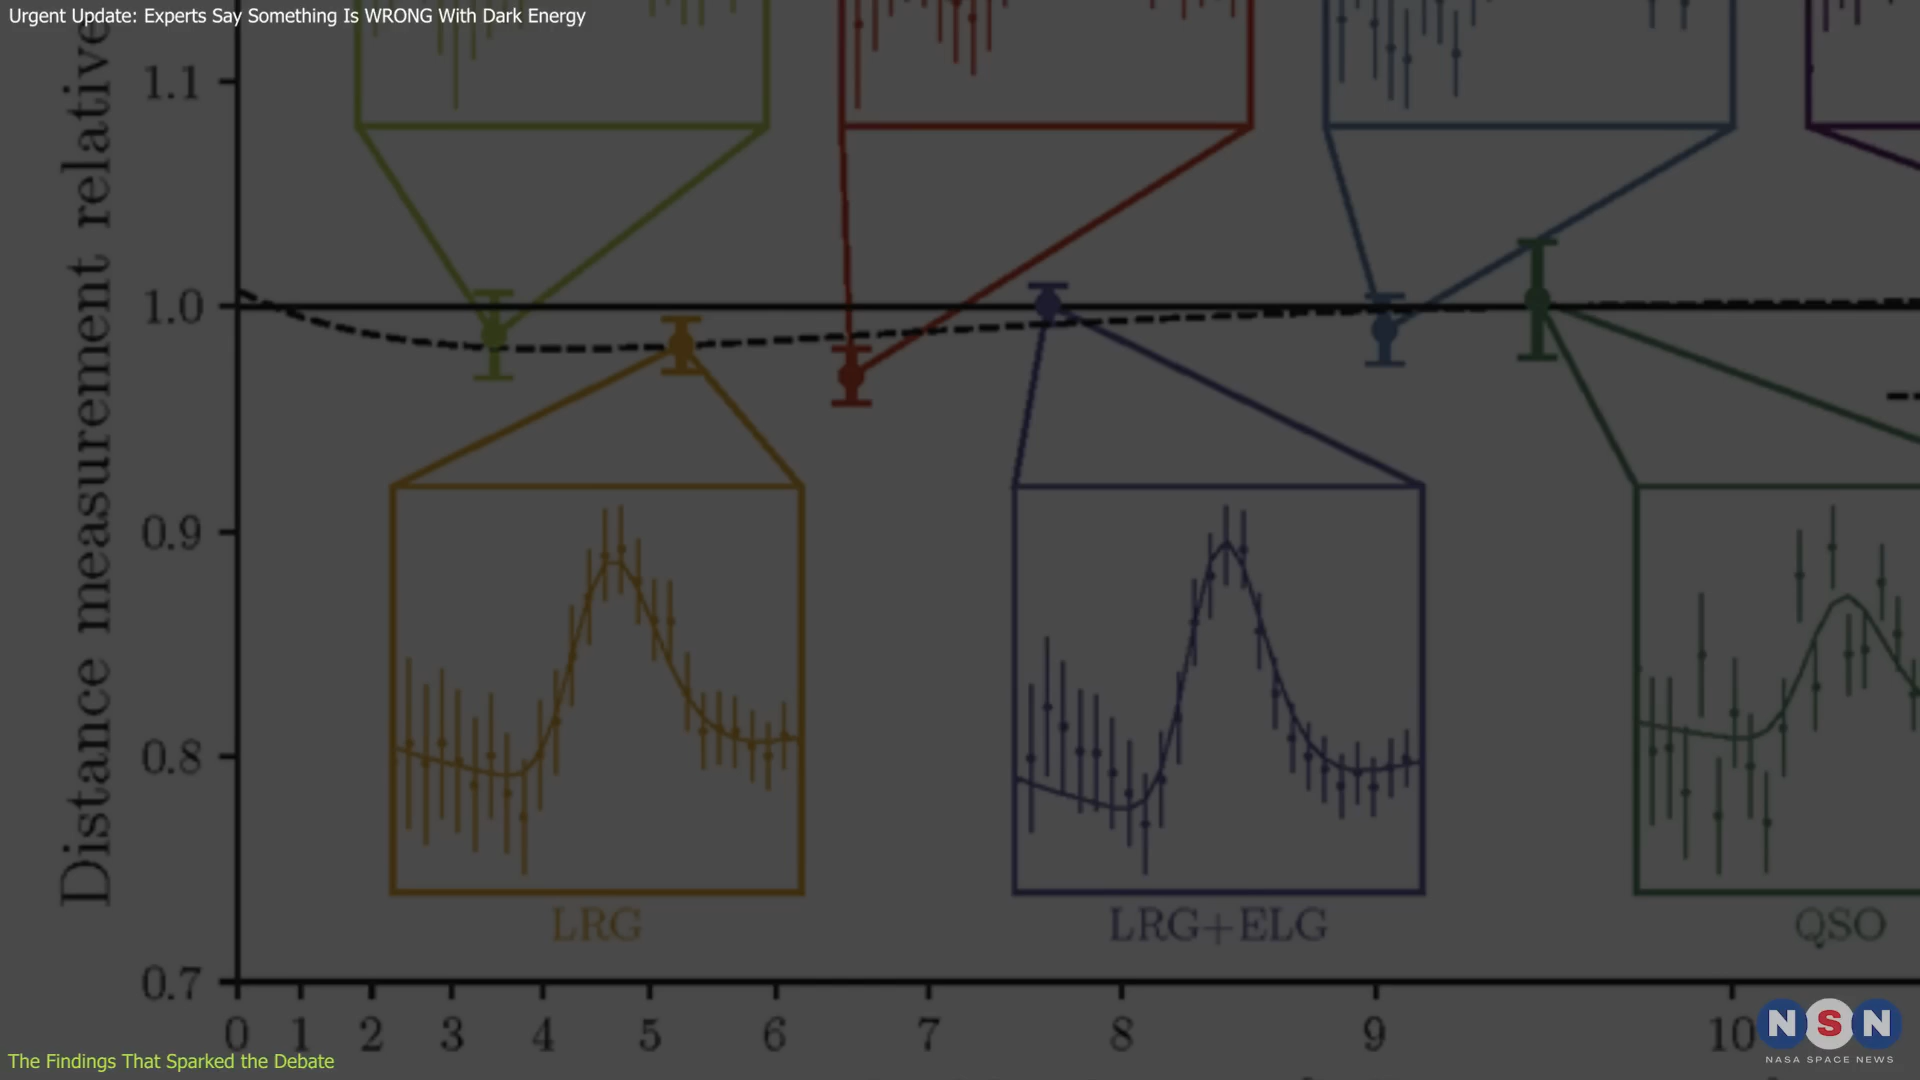 Urgent Update: Experts Say Something Is WRONG With Dark Energy
Distance measurement relative
1.1
1.0
0.9
0.8
0.7
LRG
LRG+ELG
QSO
0 1 2 3 4 5 6 7 8 9 10
The Findings That Sparked the Debate
NSN
NASA SPACE NEWS